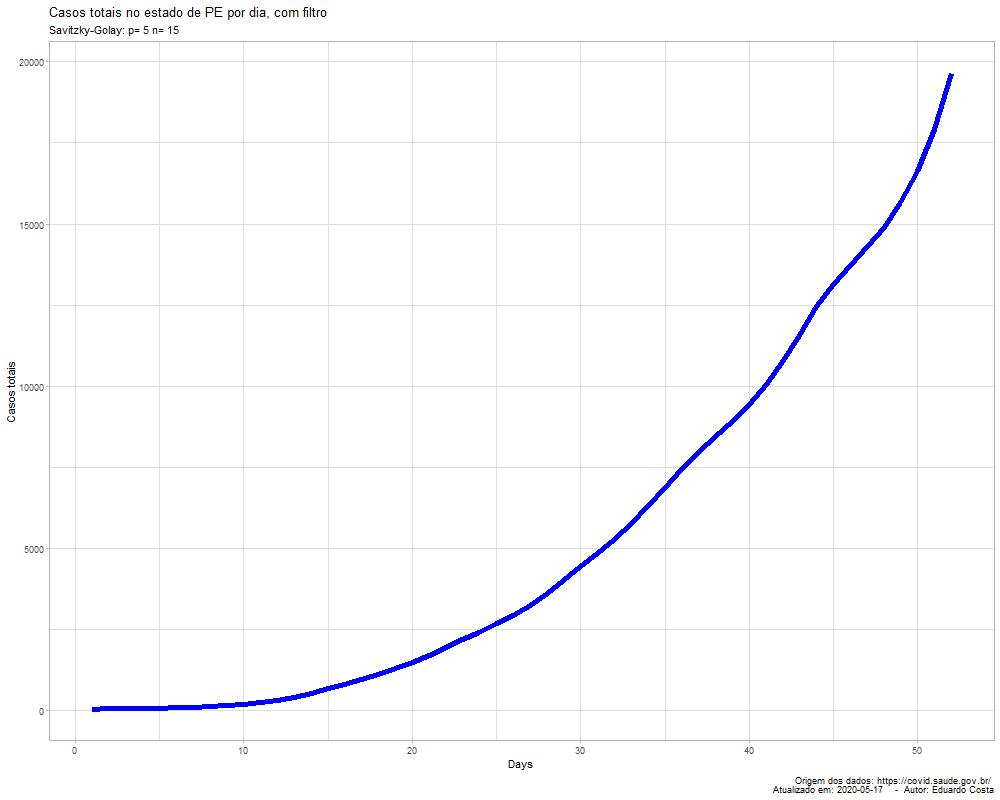 Casos totais no estado de PE por dia, com filtro
Savitzky-Golay: p= 5 n= 15
20000
15000
10000
5000
0
Casos totais
0 10 20 30 40 50
Days
Origem dos dados: https://covid.saude.gov.br/
Atualizado em: 2020-05-17 - Autor: Eduardo Costa